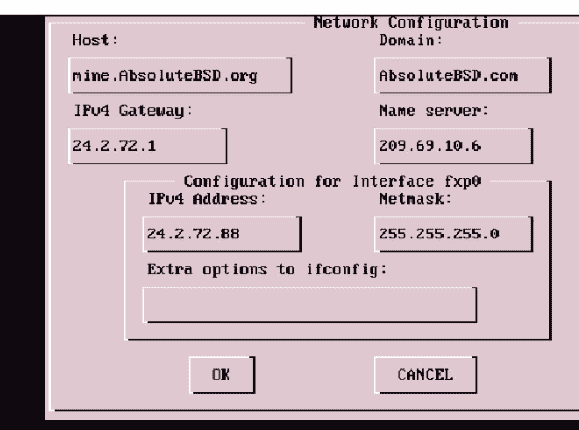 Network Configuration
Host: Domain:
mine.AbsoluteBSD.org AbsoluteBSD.com
IPv4 Gateway: Name server:
24.2.72.1 209.69.10.6
Configuration for Interface fxp0
IPv4 Address: Netmask:
24.2.72.88 255.255.255.0
Extra options to ifconfig:
OK CANCEL